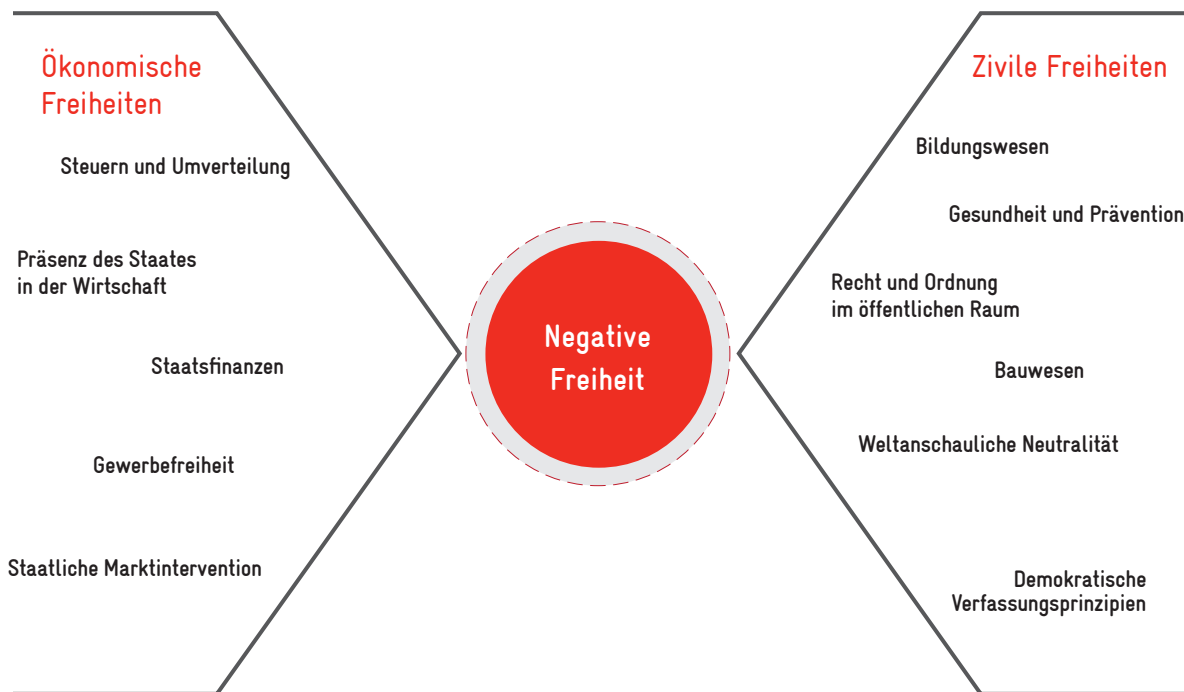 Ökonomische
Freiheiten
Steuern und Umverteilung
Präsenz des Staates
in der Wirtschaft
Staatsfinanzen
Gewerbefreiheit
Staatliche Marktintervention
Negative
Freiheit
Zivile Freiheiten
Bildungswesen
Gesundheit und Prävention
Recht und Ordnung
im öffentlichen Raum
Bauwesen
Weltanschauliche Neutralität
Demokratische
Verfassungsprinzipien